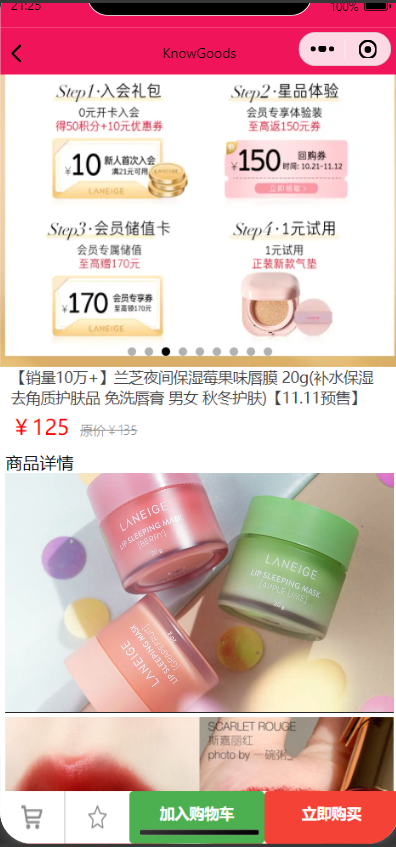 21:25
100%
KnowGoods
Step1·入会礼包
0元开卡入会
得50积分+10元优惠券
¥10 新人首次入会
满21元可用
LANEIGE
Step2·星品体验
会员专享体验装
至高返150元券
¥150 回购券
时间: 10.21-11.12
立即领取 >
Step3·会员储值卡
会员专属储值
至高赠170元
¥170 会员专享券
至高赠170元
LANEIGE
Step4·1元试用
1元试用
正装新款气垫
【销量10万+】兰芝夜间保湿莓果味唇膜 20g(补水保湿
去角质护肤品 免洗唇膏 男女 秋冬护肤)【11.11预售】
¥125 原价¥135
商品详情
LANEIGE
LIP SLEEPING MASK
[BERRY]
20g
LANEIGE
LIP SLEEPING MASK
[APPLE LIME]
20g
LANEIGE
LIP SLEEPING MASK
[GRAPEFRUIT]
20g
SCARLET ROUGE
斯嘉丽红
photo by 一碗粥_
加入购物车
立即购买